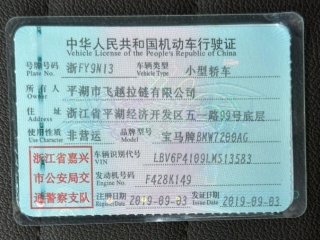 中华人民共和国机动车行驶证
Vehicle License of the People's Republic of China
号牌号码 浙FY9N13 车辆类型 小型轿车
Plate No. Vehicle Type
所有人 平湖市飞越拉链有限公司
Owner
住址 浙江省平湖经济开发区五一路99号底层
Address
使用性质 非营运 品牌型号 宝马牌BMW7200AG
Use Character Model
浙江省嘉兴
市公安局交
通警察支队
车辆识别代号 LBV6P4109LMS13583
VIN
发动机号码 F428K149
Engine No.
注册日期 2019-09-03 发证日期 2019-09-03
Register Date Issue Date